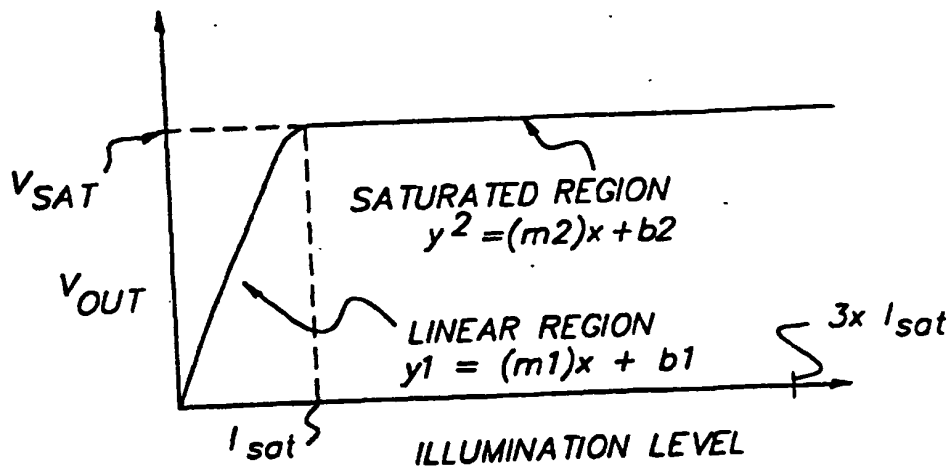 V_SAT
SATURATED REGION
y2 = (m2)x + b2
V_OUT
LINEAR REGION
y1 = (m1)x + b1
3x I_sat
I_sat
ILLUMINATION LEVEL